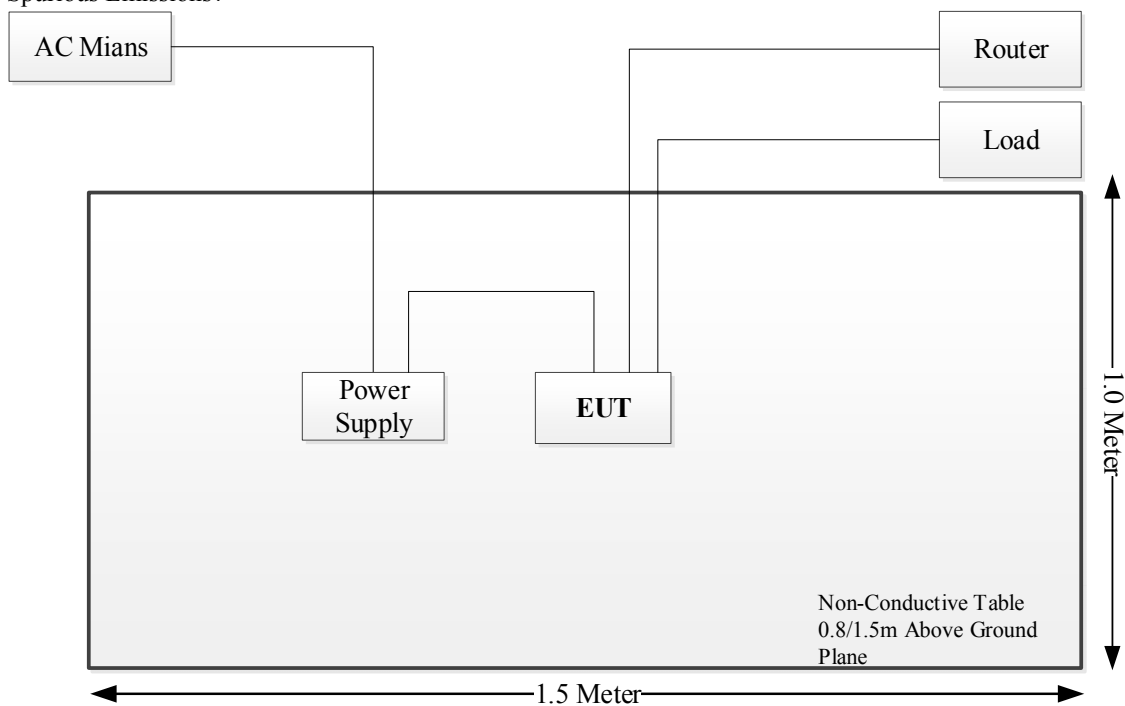 Spurious Emissions:
AC Mians
Router
Load
Power
Supply
EUT
1.0 Meter
Non-Conductive Table
0.8/1.5m Above Ground
Plane
1.5 Meter